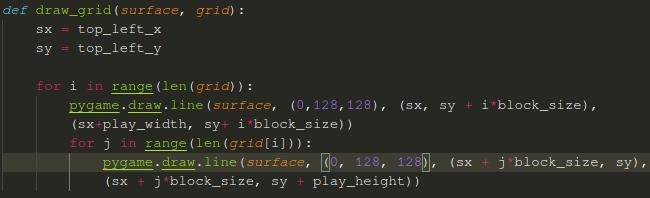 def draw_grid(surface, grid):
    sx = top_left_x
    sy = top_left_y

    for i in range(len(grid)):
        pygame.draw.line(surface, (0,128,128), (sx, sy + i*block_size),
        (sx+play_width, sy+ i*block_size))
        for j in range(len(grid[i])):
            pygame.draw.line(surface, (0, 128, 128), (sx + j*block_size, sy),
            (sx + j*block_size, sy + play_height))